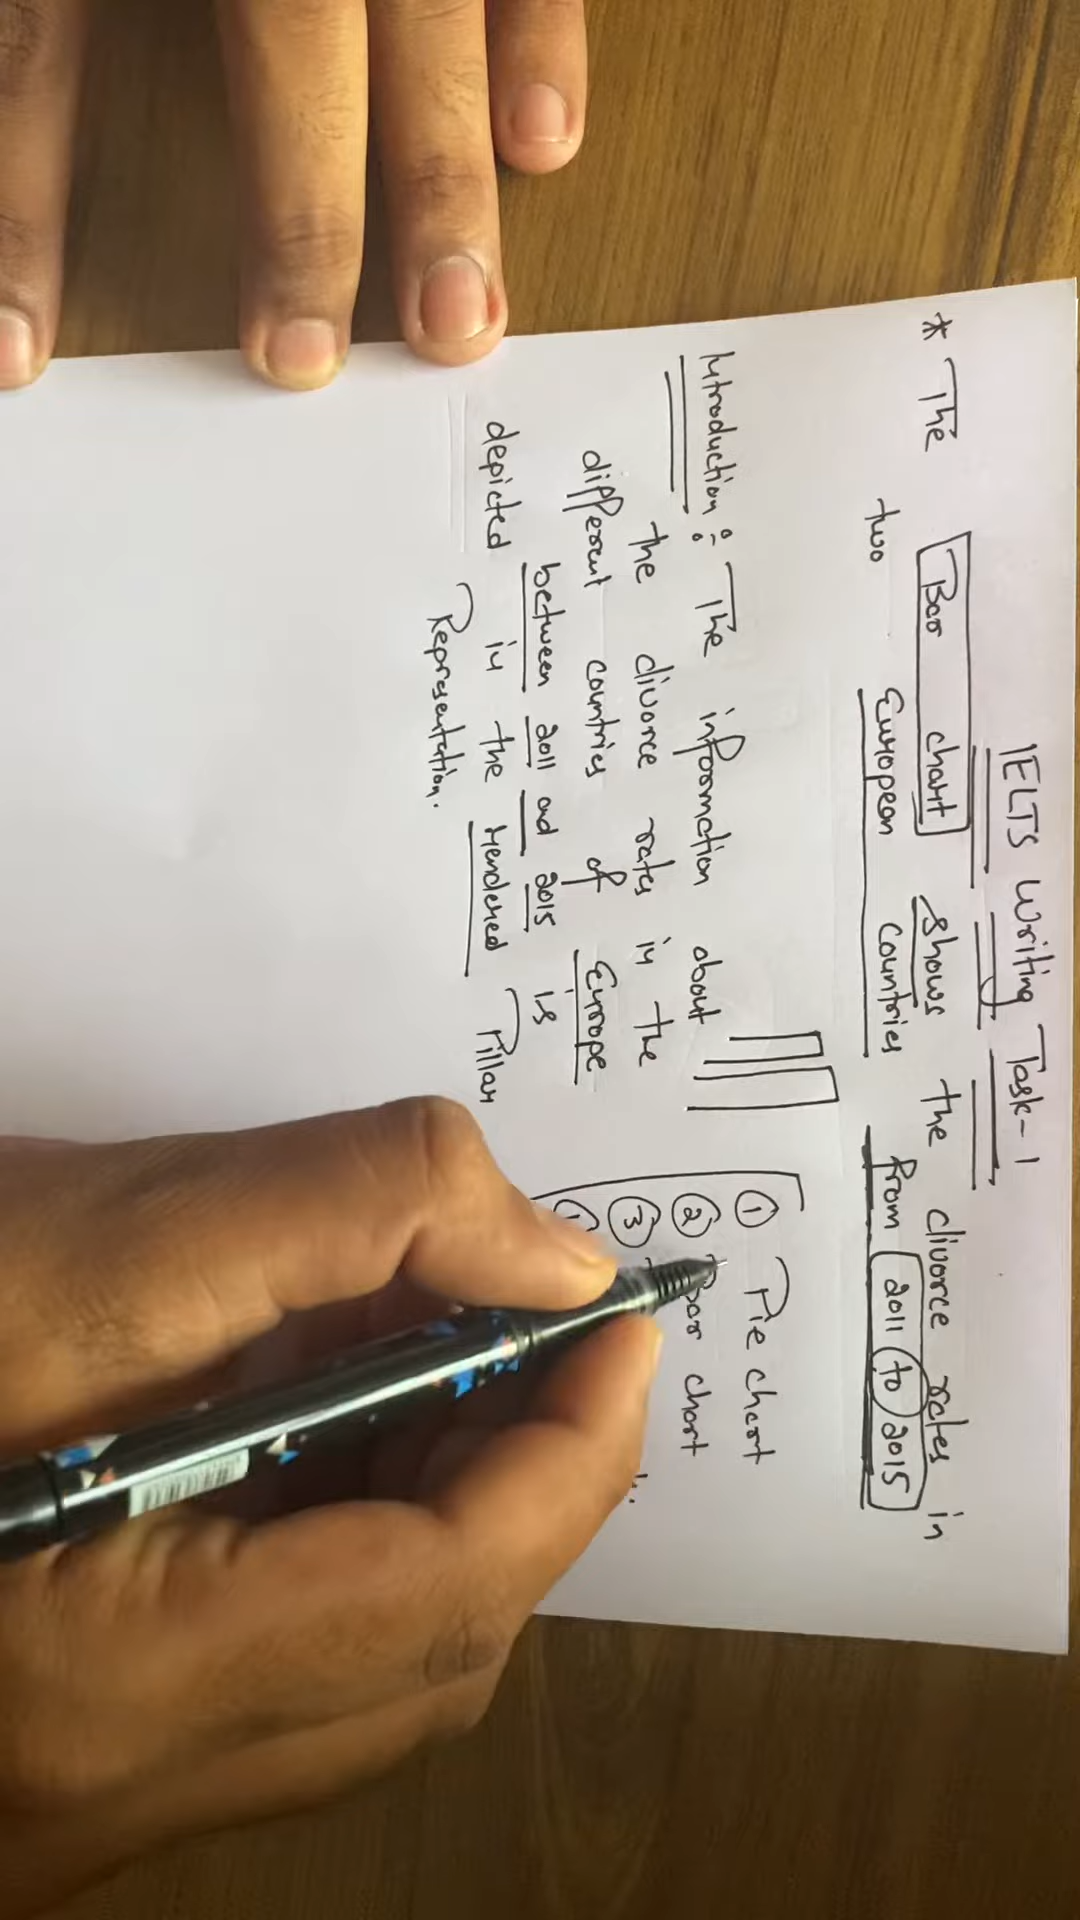 IELTS Writing Task-1
* The Bar chart shows the divorce rates in
two European countries from 2011 to 2015
Introduction : The information about
the divorce rates in the
different countries of Europe
between 2011 and 2015 is
depicted in the rendered Pillar
Representation.
1 Pie chart
2 Bar chart
3